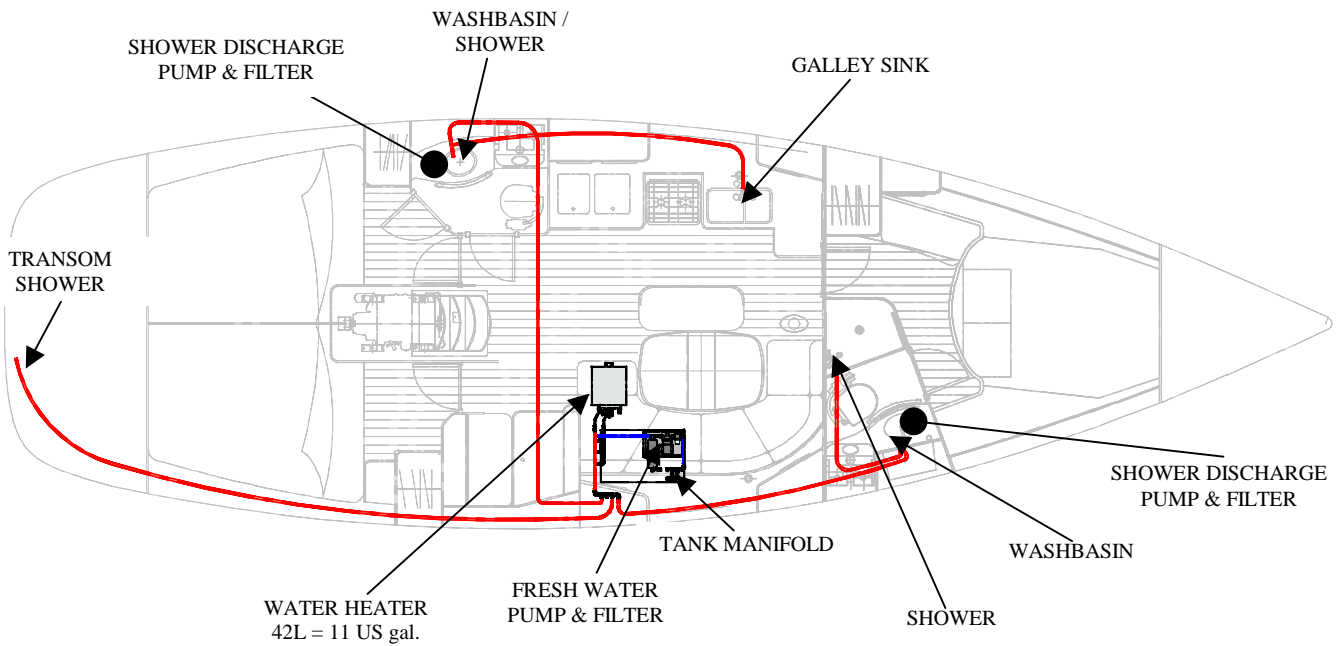 WASHBASIN /
SHOWER
SHOWER DISCHARGE
PUMP & FILTER
GALLEY SINK
TRANSOM
SHOWER
SHOWER DISCHARGE
PUMP & FILTER
TANK MANIFOLD
WASHBASIN
FRESH WATER
PUMP & FILTER
WATER HEATER
42L = 11 US gal.
SHOWER